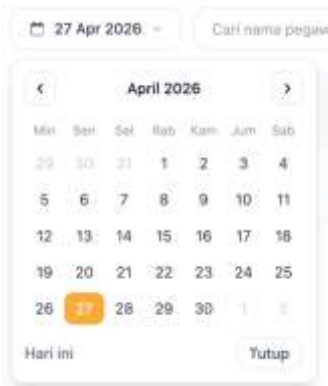 27 Apr 2026 Cari nama pegaw
April 2026
Min Sen Sel Rab Kam Jum Sab
29 30 31 1 2 3 4
5 6 7 8 9 10 11
12 13 14 15 16 17 18
19 20 21 22 23 24 25
26 27 28 29 30 1 2
Hari ini Tutup